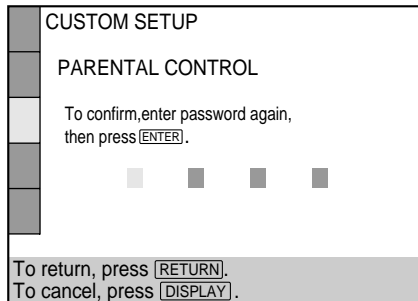 CUSTOM SETUP
PARENTAL CONTROL
To confirm,enter password again,
then press ENTER.
To return, press RETURN.
To cancel, press DISPLAY.